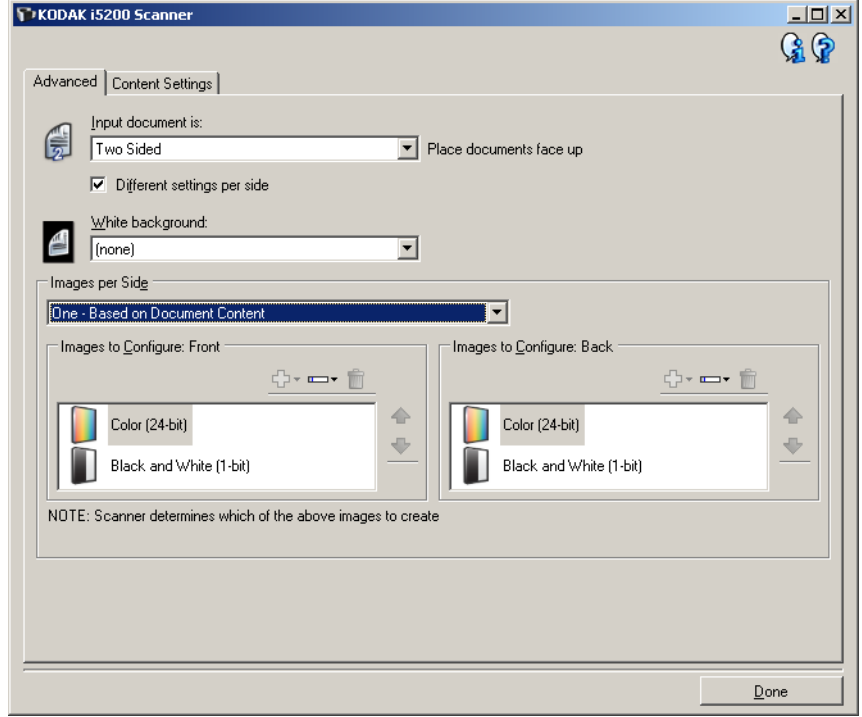 KODAK i5200 Scanner
Advanced
Content Settings
Input document is:
Two Sided
Place documents face up
Different settings per side
White background:
(none)
Images per Side
One - Based on Document Content
Images to Configure: Front
Color (24-bit)
Black and White (1-bit)
Images to Configure: Back
Color (24-bit)
Black and White (1-bit)
NOTE: Scanner determines which of the above images to create
Done